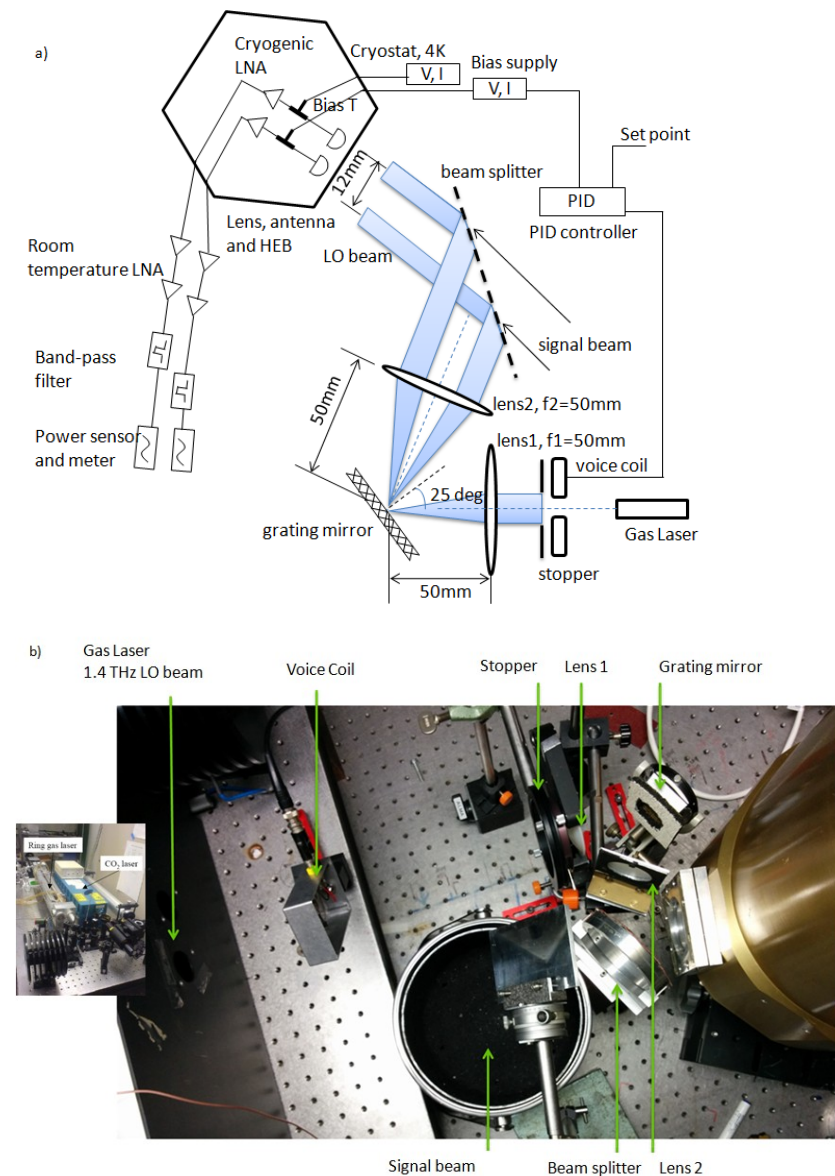 a)
Cryogenic
LNA
Cryostat, 4K
V, I
Bias supply
V, I
Bias T
Set point
12mm
beam splitter
PID
PID controller
Lens, antenna
and HEB
LO beam
Room
temperature LNA
signal beam
Band-pass
filter
50mm
lens2, f2=50mm
lens1, f1=50mm
Power sensor
and meter
voice coil
25 deg
grating mirror
Gas Laser
stopper
50mm
b)
Gas Laser
1.4 THz LO beam
Voice Coil
Stopper
Lens 1
Grating mirror
Ring gas laser
CO₂ laser
Signal beam
Beam splitter
Lens 2